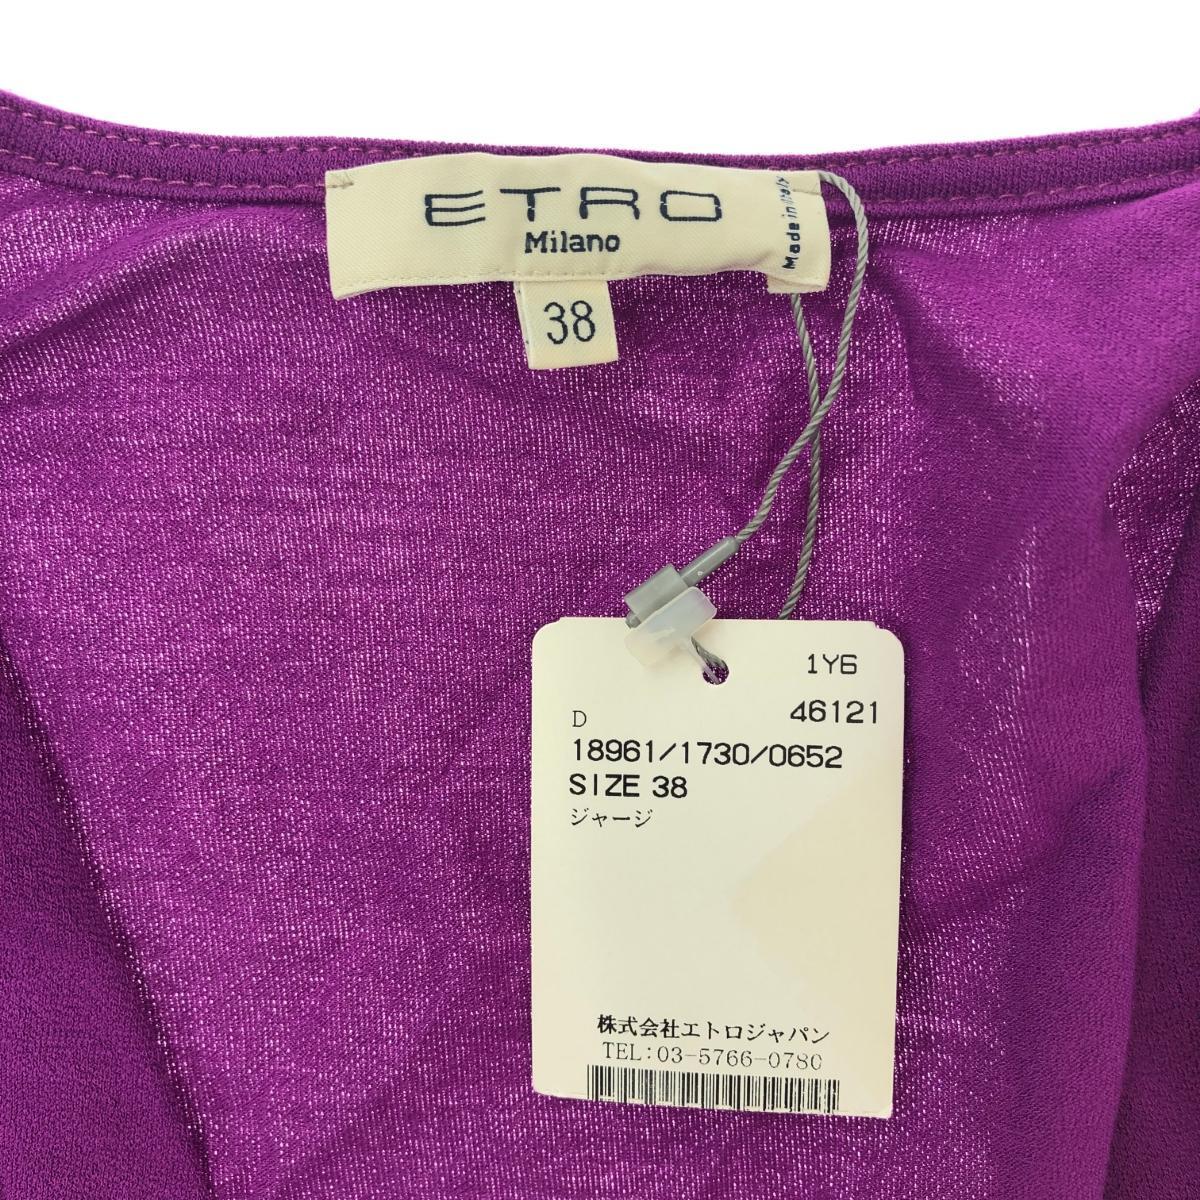 ETRO
Milano
Made in Italy
38
1Y6
D 46121
18961/1730/0652
SIZE 38
ジャージ
株式会社エトロジャパン
TEL:03-5766-0780